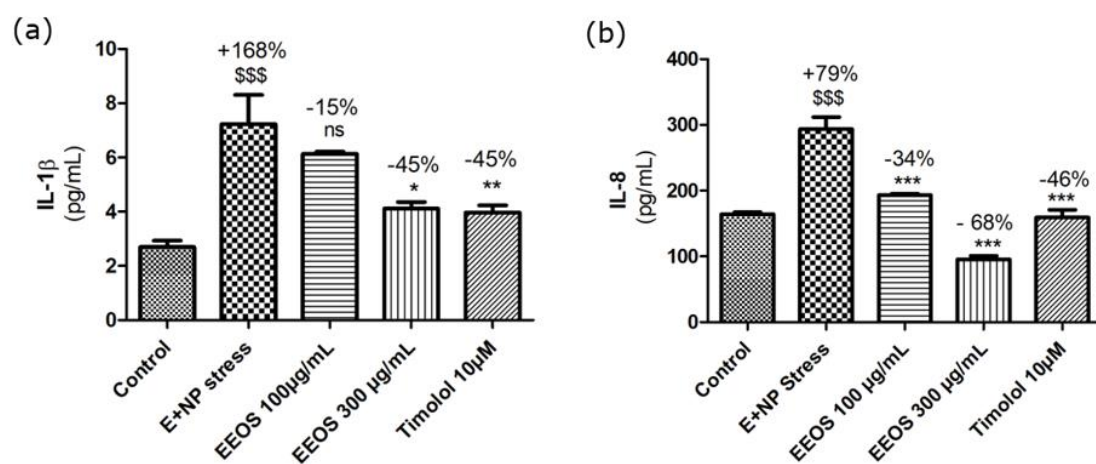 (a)
IL-1β
(pg/mL)
10
8
6
4
2
0
+168%
$$$
-15%
ns
-45%
*
-45%
**
Control
E+NP stress
EEOS 100µg/mL
EEOS 300 µg/mL
Timolol 10µM
(b)
IL-8
(pg/mL)
400
300
200
100
0
+79%
$$$
-34%
***
- 68%
***
-46%
***
Control
E+NP Stress
EEOS 100 µg/mL
EEOS 300 µg/mL
Timolol 10µM